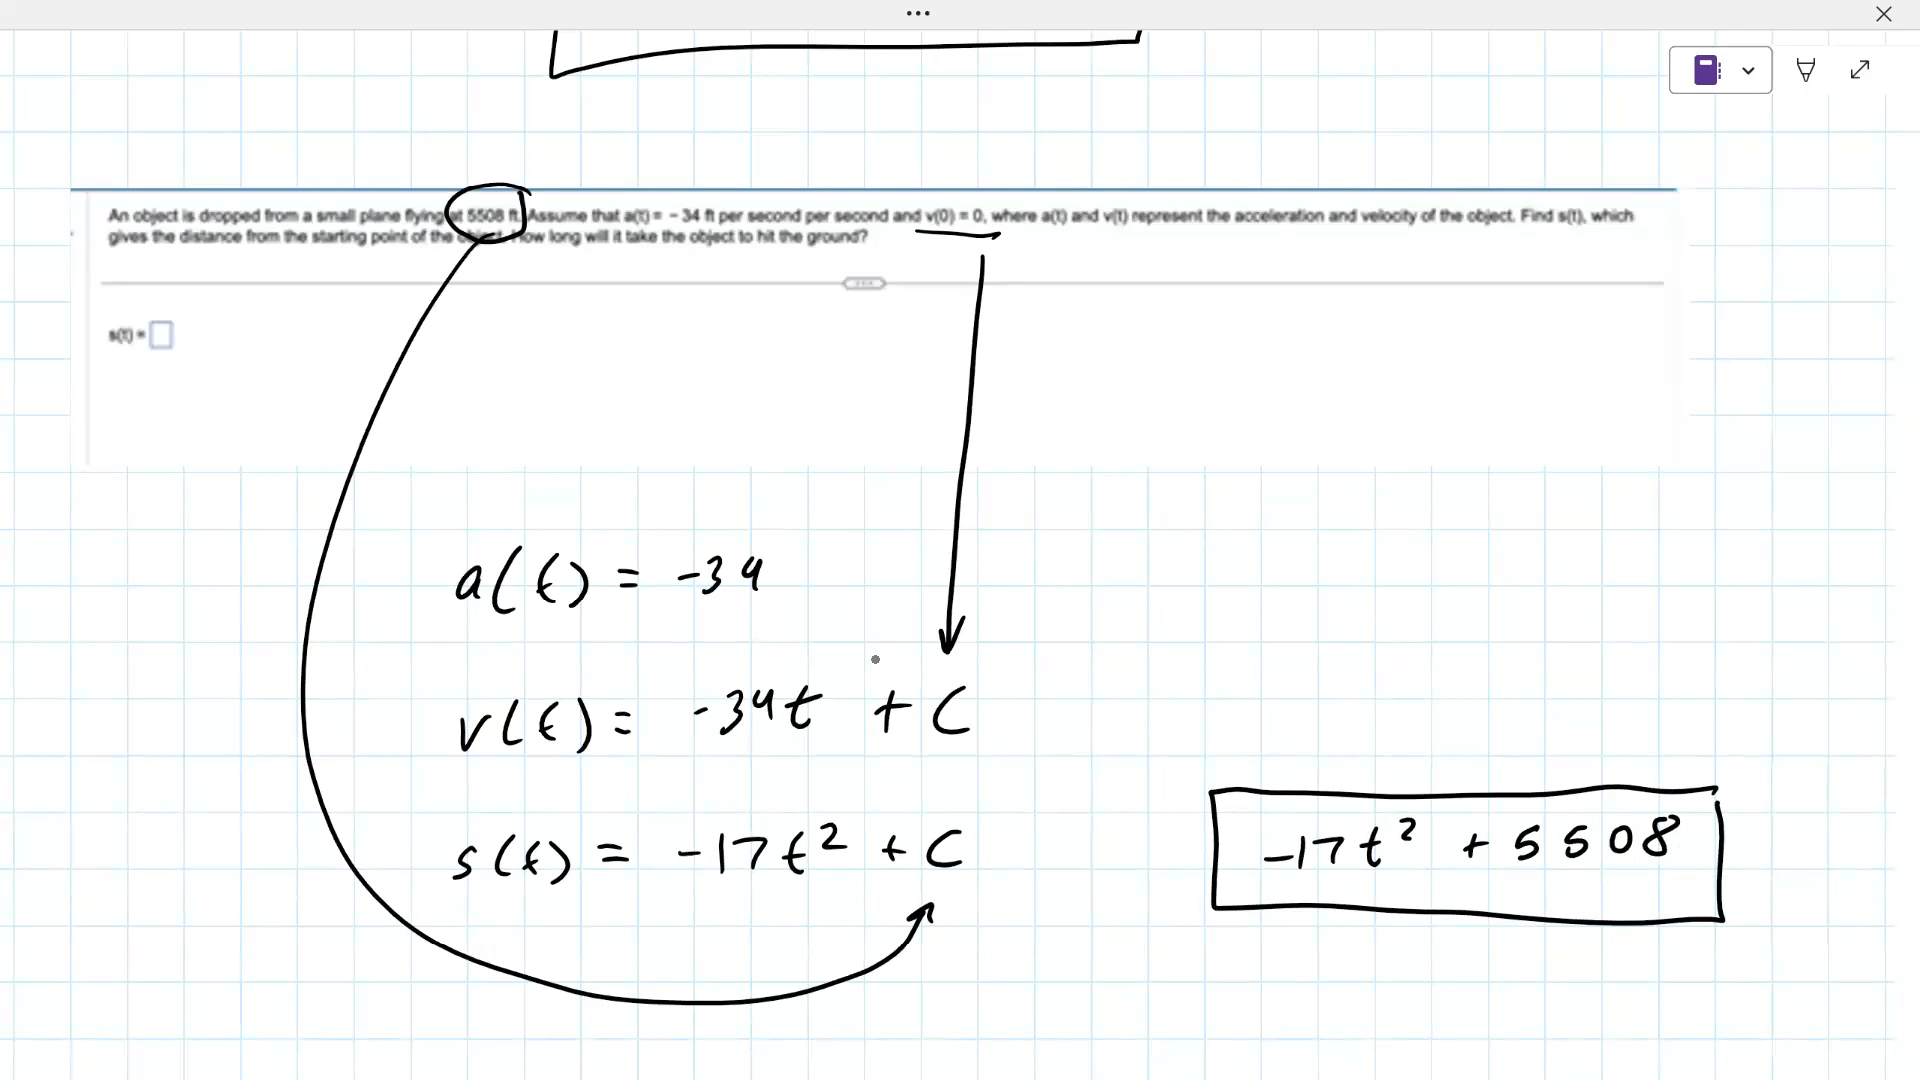 An object is dropped from a small plane flying at 5508 ft. Assume that a(t) = − 34 ft per second per second and v(0) = 0, where a(t) and v(t) represent the acceleration and velocity of the object. Find s(t), which
gives the distance from the starting point of the object. How long will it take the object to hit the ground?
s(t) =
a(t) = -34
v(t) = -34t + C
s(t) = -17t² + C
-17t² + 5508